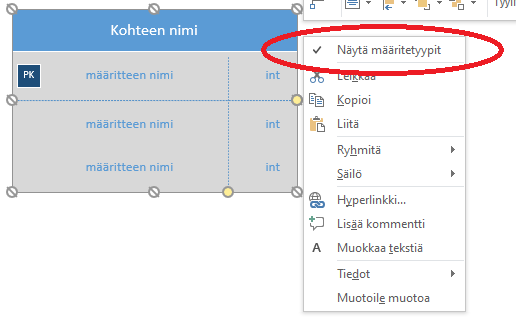 Tyyli
Kohteen nimi
PK
määritteen nimi
int
määritteen nimi
int
määritteen nimi
int
Näytä määritetyypit
Leikkaa
Kopioi
Liitä
Ryhmitä
Säilö
Hyperlinkki...
Lisää kommentti
A
Muokkaa tekstiä
Tiedot
Muotoile muotoa